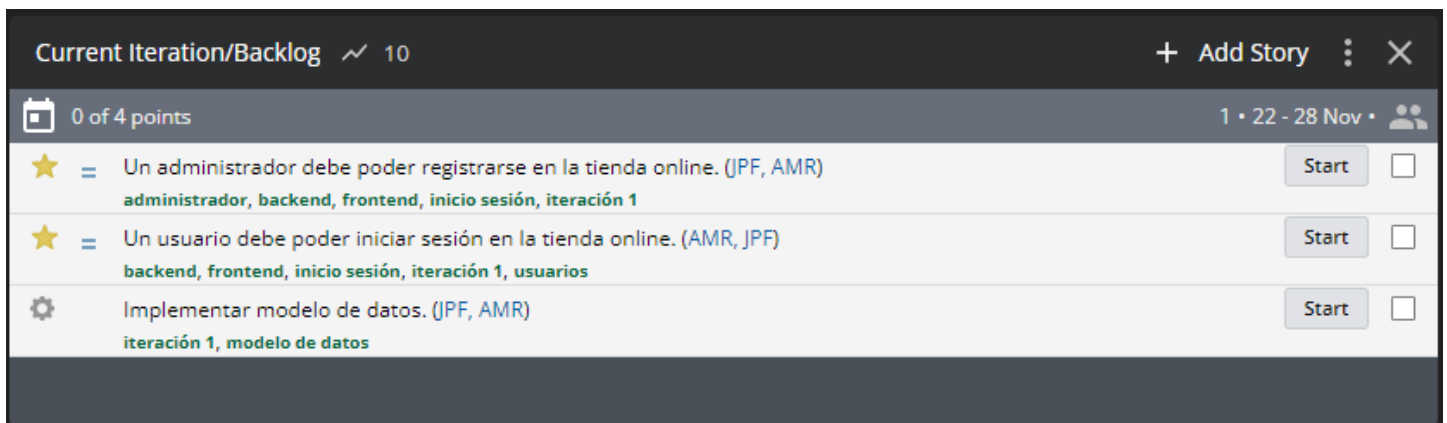 Current Iteration/Backlog 10 + Add Story
0 of 4 points 1 • 22 - 28 Nov •
Un administrador debe poder registrarse en la tienda online. (JPF, AMR) Start
administrador, backend, frontend, inicio sesión, iteración 1
Un usuario debe poder iniciar sesión en la tienda online. (AMR, JPF) Start
backend, frontend, inicio sesión, iteración 1, usuarios
Implementar modelo de datos. (JPF, AMR) Start
iteración 1, modelo de datos